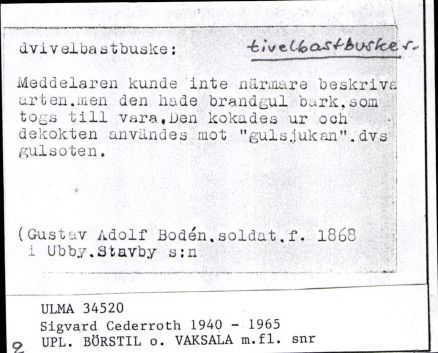 dvivelbastbuske: tivelbastbusker.
Meddelaren kunde inte närmare beskriva
arten.men den hade brandgul bark.som
togs till vara.Den kokades ur och
dekokten användes mot "gulsjukan".dvs
gulsoten.
(Gustav Adolf Bodén.soldat.f. 1868
i Ubby.Stavby s:n
ULMA 34520
Sigvard Cederroth 1940 - 1965
UPL. BÖRSTIL o. VAKSALA m.fl. snr